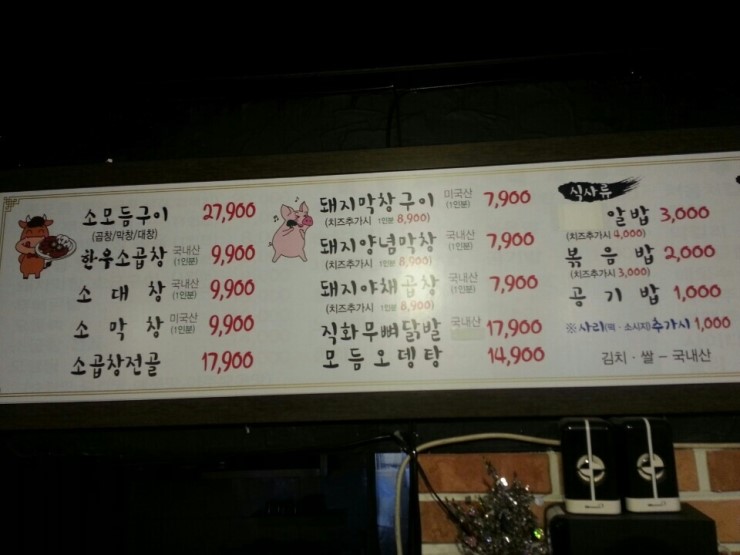 소모듬구이 27,900
(곱창/막창/대창)
한우소곱창 국내산 (1인분) 9,900
소 대 창 국내산 (1인분) 9,900
소 막 창 미국산 (1인분) 9,900
소곱창전골 17,900
돼지막창구이 미국산 (1인분) 7,900
(치즈추가시 1인분 8,900)
돼지양념막창 국내산 (1인분) 7,900
(치즈추가시 1인분 8,900)
돼지야채곱창 국내산 (1인분) 7,900
(치즈추가시 1인분 8,900)
직화무뼈닭발 국내산 17,900
모듬오뎅탕 14,900
식사류
알밥 3,000
(치즈추가시 4,000)
볶 음 밥 2,000
(치즈추가시 3,000)
공 기 밥 1,000
※사리(떡·소시지)추가시 1,000
김치 · 쌀 – 국내산